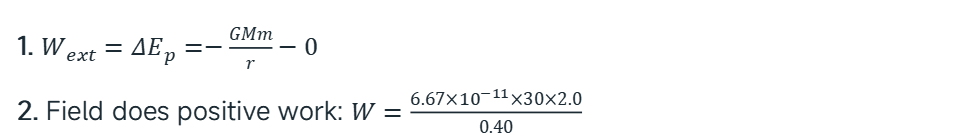 1. W_ext = ΔE_p = − GMm/r − 0
2. Field does positive work: W = 6.67×10⁻¹¹×30×2.0/0.40